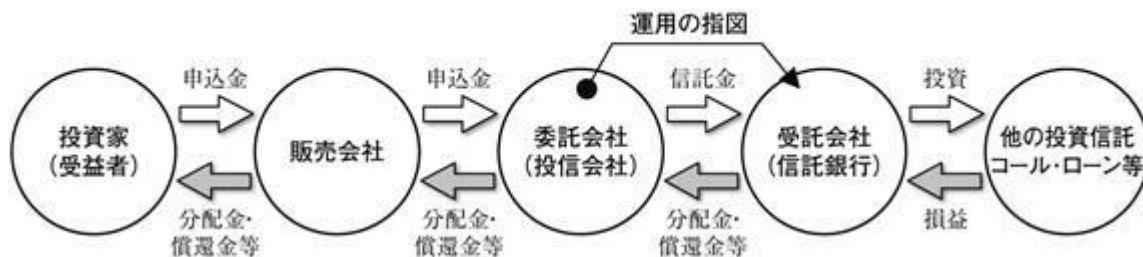 運用の指図
申込金
申込金
信託金
投資
投資家
(受益者)
販売会社
委託会社
(投信会社)
受託会社
(信託銀行)
他の投資信託
コール・ローン等
分配金・
償還金等
分配金・
償還金等
分配金・
償還金等
損益